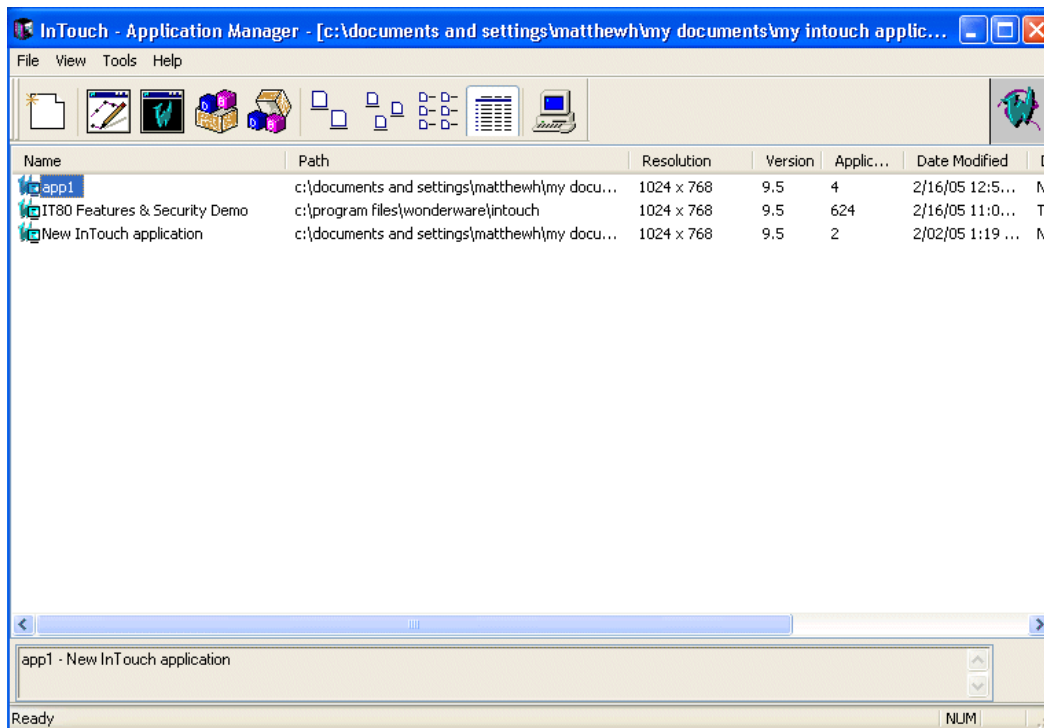 InTouch - Application Manager - [c:\documents and settings\matthewh\my documents\my intouch applic...
File View Tools Help
Name Path Resolution Version Applic... Date Modified
app1 c:\documents and settings\matthewh\my docu... 1024 x 768 9.5 4 2/16/05 12:5... N
IT80 Features & Security Demo c:\program files\wonderware\intouch 1024 x 768 9.5 624 2/16/05 11:0... T
New InTouch application c:\documents and settings\matthewh\my docu... 1024 x 768 9.5 2 2/02/05 1:19 ... N
app1 - New InTouch application
Ready NUM